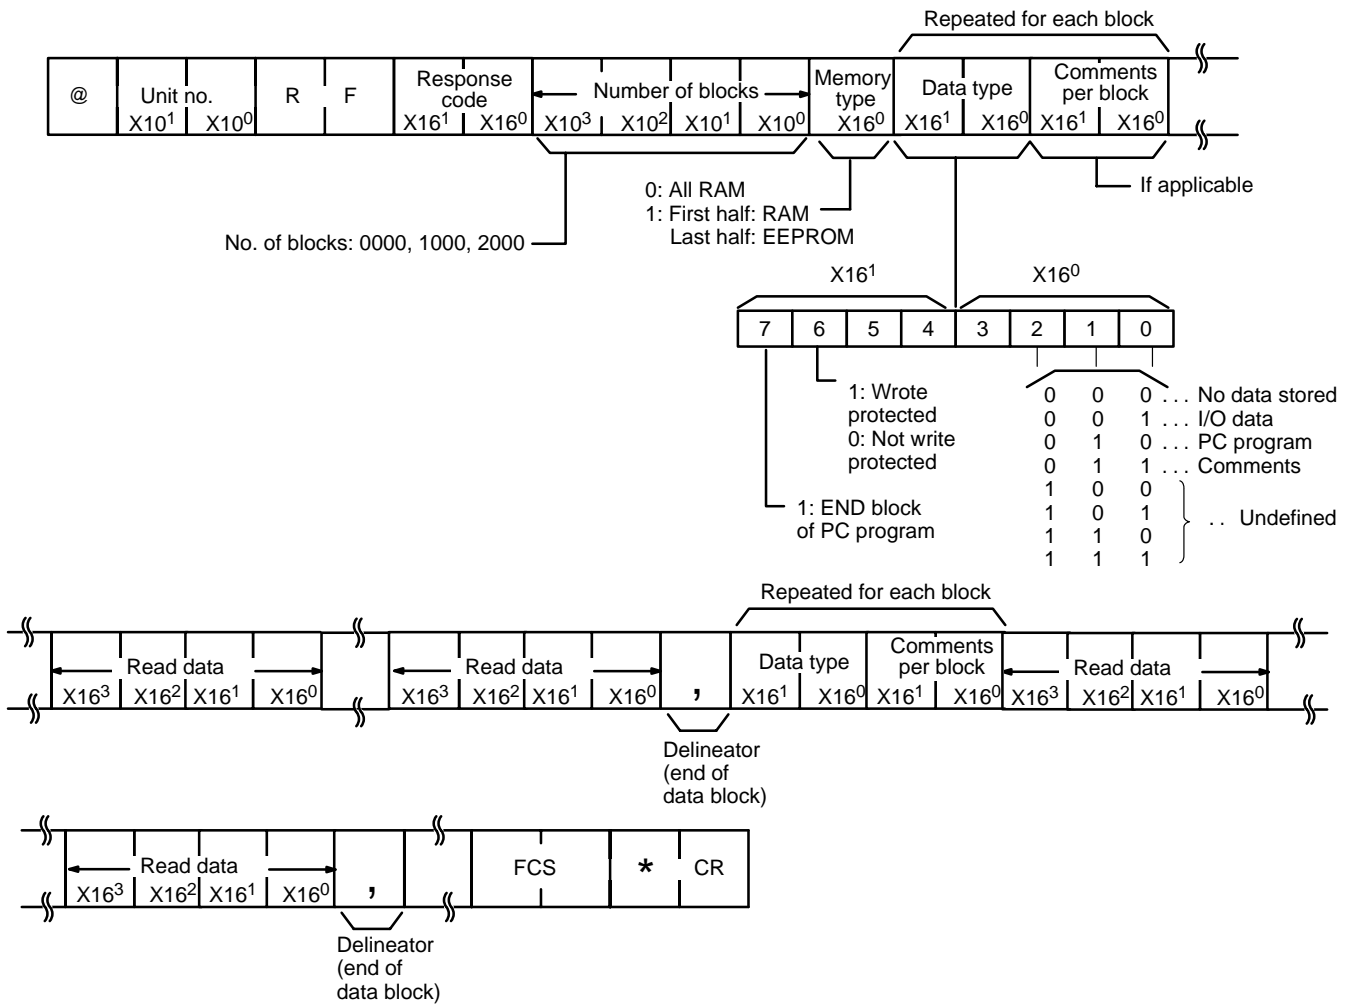 Repeated for each block
@ Unit no. R F Response code Number of blocks Memory type Data type Comments per block
X10¹ X10⁰ X16¹ X16⁰ X10³ X10² X10¹ X10⁰ X16⁰ X16¹ X16⁰ X16¹ X16⁰
If applicable
0: All RAM
1: First half: RAM
Last half: EEPROM
No. of blocks: 0000, 1000, 2000
X16¹ X16⁰
7 6 5 4 3 2 1 0
1: Wrote
protected
0: Not write
protected
1: END block
of PC program
0 0 0 . . . No data stored
0 0 1 . . . I/O data
0 1 0 . . . PC program
0 1 1 . . . Comments
1 0 0
1 0 1 . . Undefined
1 1 0
1 1 1
Repeated for each block
Read data Read data , Data type Comments per block Read data
X16³ X16² X16¹ X16⁰ X16³ X16² X16¹ X16⁰ X16¹ X16⁰ X16¹ X16⁰ X16³ X16² X16¹ X16⁰
Delineator
(end of
data block)
Read data , FCS * CR
X16³ X16² X16¹ X16⁰
Delineator
(end of
data block)